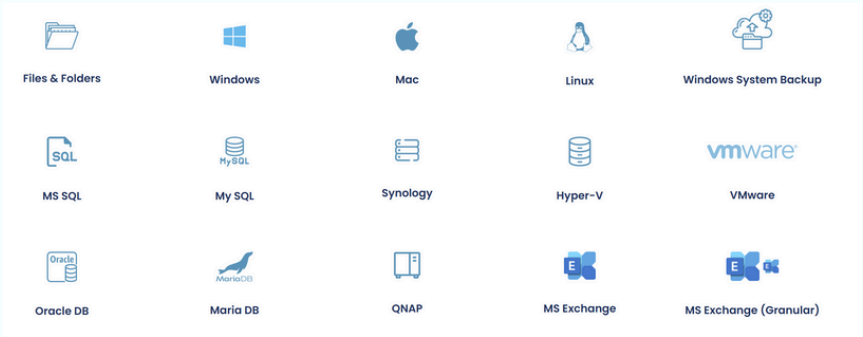 Files & Folders
Windows
Mac
Linux
Windows System Backup
SQL
MySQL
vmware
MS SQL
My SQL
Synology
Hyper-V
VMware
Oracle
MariaDB
E
E
E
Oracle DB
Maria DB
QNAP
MS Exchange
MS Exchange (Granular)